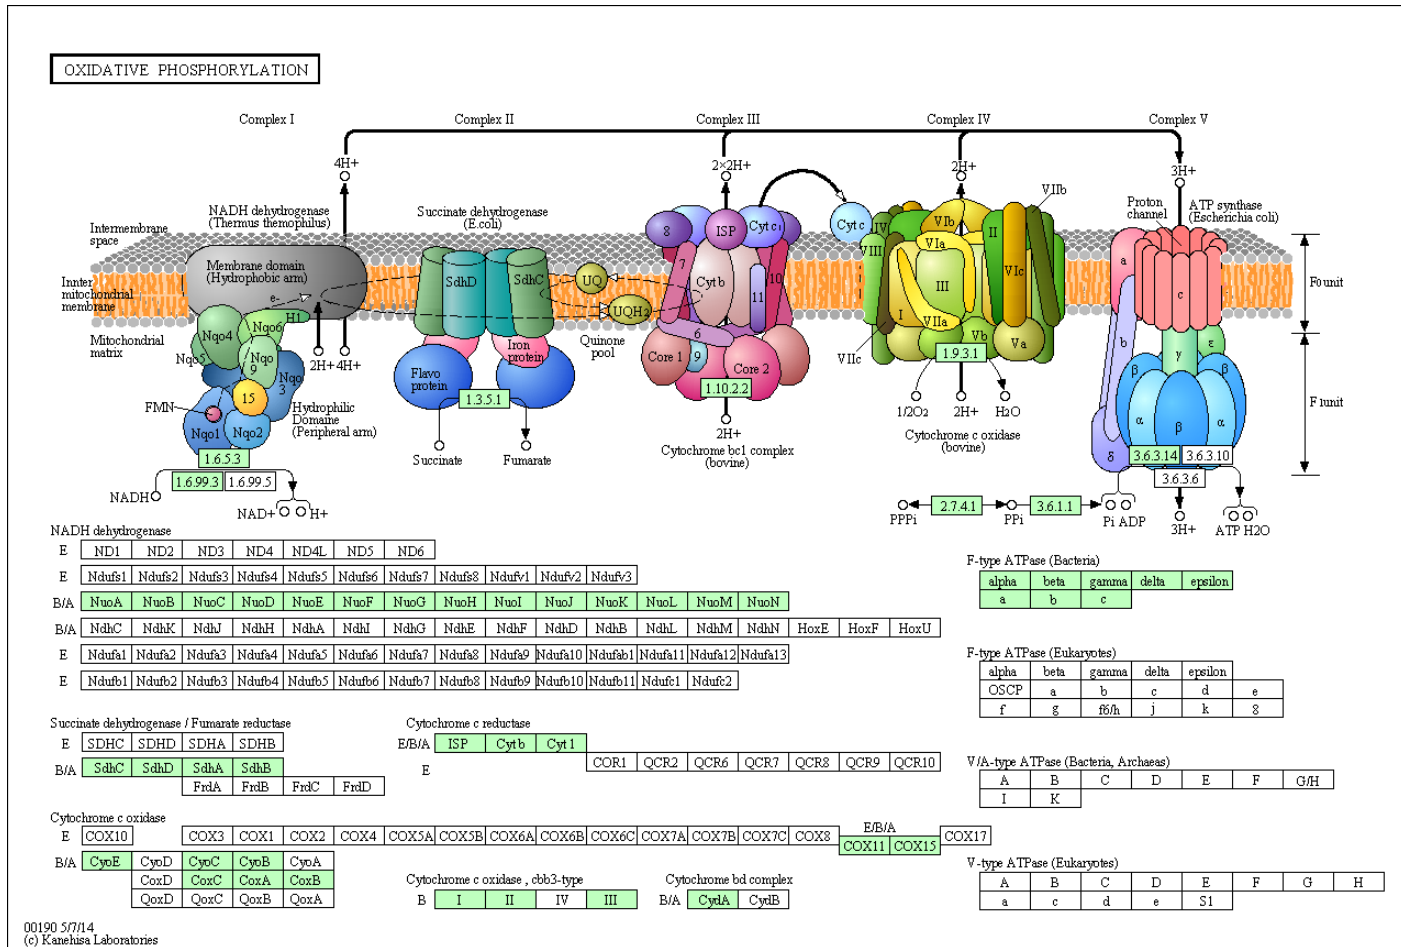 OXIDATIVE PHOSPHORYLATION
Complex I
Complex II
Complex III
Complex IV
Complex V
4H+
2×2H+
2H+
3H+
NADH dehydrogenase
(Thermus themophilus)
Succinate dehydrogenase
(E.coli)
VIIb
Proton
channel
ATP synthase
(Escherichia coli)
Intermembrane
space
Innter
mitochondrial
membrane
Mitochondrial
matrix
Membrane domain
(Hydrophobic arm)
e-
H1
Nqo4
Nqo6
Nqo5
Nqo
9
Nqo
3
15
FMN
Nqo1
Nqo2
2H+
4H+
Hydrophilic
Domaine
(Peripheral arm)
SdhD
SdhC
UQ
UQH2
Quinone
pool
Flavo
protein
Iron
protein
1.3.5.1
Succinate
Fumarate
8
ISP
Cyt c1
7
Cyt b
10
11
6
Core 1
9
Core 2
1.10.2.2
2H+
Cytochrome bc1 complex
(bovine)
Cyt c
IV
VIb
II
VIII
VIa
VIc
III
I
VIIa
VIIc
Vb
Va
1.9.3.1
1/2O2
2H+
H2O
Cytochrome c oxidase
(bovine)
a
c
b
γ
ε
β
β
α
β
α
δ
Fo unit
F1unit
3.6.3.14
3.6.3.10
3.6.3.6
1.6.5.3
1.6.99.3
1.6.99.5
NADH
NAD+
H+
PPPi
2.7.4.1
PPi
3.6.1.1
Pi ADP
3H+
ATP H2O
NADH dehydrogenase
E ND1 ND2 ND3 ND4 ND4L ND5 ND6
E Ndufs1 Ndufs2 Ndufs3 Ndufs4 Ndufs5 Ndufs6 Ndufs7 Ndufs8 Ndufv1 Ndufv2 Ndufv3
B/A NuoA NuoB NuoC NuoD NuoE NuoF NuoG NuoH NuoI NuoJ NuoK NuoL NuoM NuoN
B/A NdhC NdhK NdhJ NdhH NdhA NdhI NdhG NdhE NdhF NdhD NdhB NdhL NdhM NdhN HoxE HoxF HoxU
E Ndufa1 Ndufa2 Ndufa3 Ndufa4 Ndufa5 Ndufa6 Ndufa7 Ndufa8 Ndufa9 Ndufa10 Ndufab1 Ndufa11 Ndufa12 Ndufa13
E Ndufb1 Ndufb2 Ndufb3 Ndufb4 Ndufb5 Ndufb6 Ndufb7 Ndufb8 Ndufb9 Ndufb10 Ndufb11 Ndufc1 Ndufc2
Succinate dehydrogenase / Fumarate reductase
E SDHC SDHD SDHA SDHB
B/A SdhC SdhD SdhA SdhB
FrdA FrdB FrdC FrdD
Cytochrome c reductase
E/B/A ISP Cyt b Cyt 1
E COR1 QCR2 QCR6 QCR7 QCR8 QCR9 QCR10
Cytochrome c oxidase
E COX10 COX3 COX1 COX2 COX4 COX5A COX5B COX6A COX6B COX6C COX7A COX7B COX7C COX8
E/B/A
COX11 COX15
COX17
B/A CyoE CyoD CyoC CyoB CyoA
CoxD CoxC CoxA CoxB
QoxD QoxC QoxB QoxA
Cytochrome c oxidase , cbb3-type
B I II IV III
Cytochrome bd complex
B/A CydA CydB
F-type ATPase (Bacteria)
alpha beta gamma delta epsilon
a b c
F-type ATPase (Eukaryotes)
alpha beta gamma delta epsilon
OSCP a b c d e
f g f6/h j k 8
V/A-type ATPase (Bacteria, Archaeas)
A B C D E F G/H
I K
V-type ATPase (Eukaryotes)
A B C D E F G H
a c d e S1
00190 5/7/14
(c) Kanehisa Laboratories